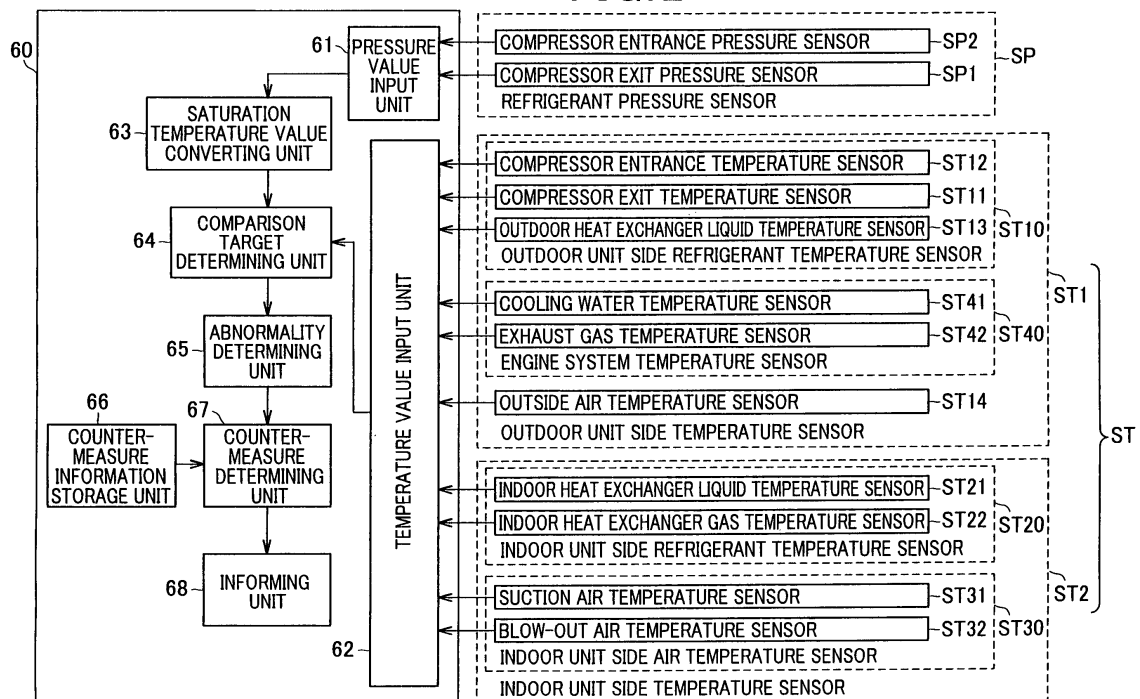 60
61
PRESSURE
VALUE
INPUT
UNIT
COMPRESSOR ENTRANCE PRESSURE SENSOR
SP2
COMPRESSOR EXIT PRESSURE SENSOR
SP1
REFRIGERANT PRESSURE SENSOR
SP
63
SATURATION
TEMPERATURE VALUE
CONVERTING UNIT
64
COMPARISON
TARGET
DETERMINING UNIT
65
ABNORMALITY
DETERMINING
UNIT
66
COUNTER-
MEASURE
INFORMATION
STORAGE UNIT
67
COUNTER-
MEASURE
DETERMINING
UNIT
68
INFORMING
UNIT
62
TEMPERATURE VALUE INPUT UNIT
COMPRESSOR ENTRANCE TEMPERATURE SENSOR
ST12
COMPRESSOR EXIT TEMPERATURE SENSOR
ST11
OUTDOOR HEAT EXCHANGER LIQUID TEMPERATURE SENSOR
ST13
ST10
OUTDOOR UNIT SIDE REFRIGERANT TEMPERATURE SENSOR
COOLING WATER TEMPERATURE SENSOR
ST41
EXHAUST GAS TEMPERATURE SENSOR
ST42
ST40
ENGINE SYSTEM TEMPERATURE SENSOR
ST1
OUTSIDE AIR TEMPERATURE SENSOR
ST14
OUTDOOR UNIT SIDE TEMPERATURE SENSOR
ST
INDOOR HEAT EXCHANGER LIQUID TEMPERATURE SENSOR
ST21
INDOOR HEAT EXCHANGER GAS TEMPERATURE SENSOR
ST22
ST20
INDOOR UNIT SIDE REFRIGERANT TEMPERATURE SENSOR
SUCTION AIR TEMPERATURE SENSOR
ST31
BLOW-OUT AIR TEMPERATURE SENSOR
ST32
ST30
INDOOR UNIT SIDE AIR TEMPERATURE SENSOR
ST2
INDOOR UNIT SIDE TEMPERATURE SENSOR